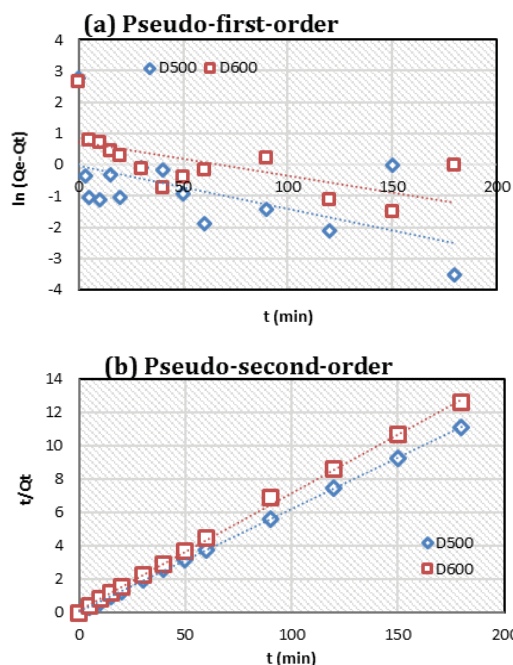 (a) Pseudo-first-order
4
3
2
1
0
-1
-2
-3
-4
ln (Qe-Qt)
D500 D600
0 50 100 150 200
t (min)
(b) Pseudo-second-order
14
12
10
8
6
4
2
0
t/Qt
D500
D600
0 50 100 150 200
t (min)